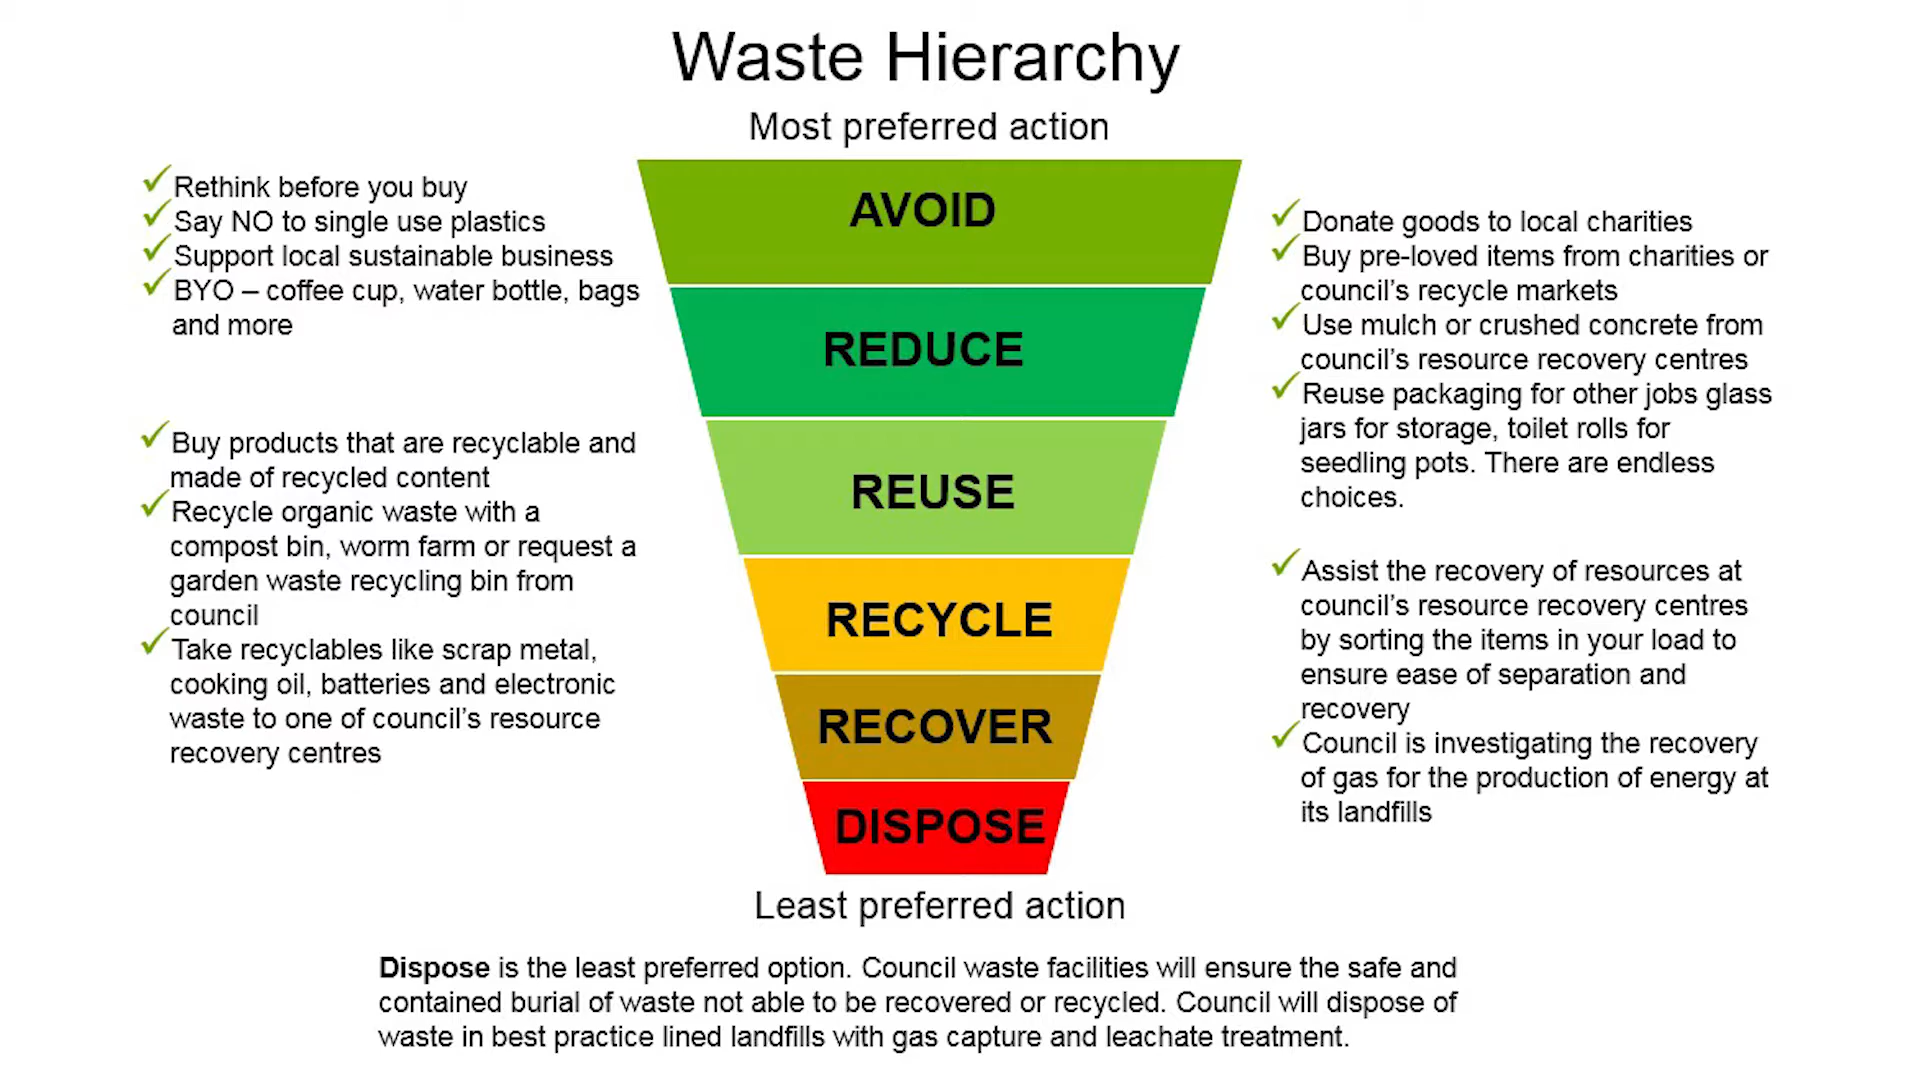 Waste Hierarchy
Most preferred action
Rethink before you buy
Say NO to single use plastics
Support local sustainable business
BYO – coffee cup, water bottle, bags
and more
Buy products that are recyclable and
made of recycled content
Recycle organic waste with a
compost bin, worm farm or request a
garden waste recycling bin from
council
Take recyclables like scrap metal,
cooking oil, batteries and electronic
waste to one of council's resource
recovery centres
AVOID
REDUCE
REUSE
RECYCLE
RECOVER
DISPOSE
Donate goods to local charities
Buy pre-loved items from charities or
council's recycle markets
Use mulch or crushed concrete from
council's resource recovery centres
Reuse packaging for other jobs glass
jars for storage, toilet rolls for
seedling pots. There are endless
choices.
Assist the recovery of resources at
council's resource recovery centres
by sorting the items in your load to
ensure ease of separation and
recovery
Council is investigating the recovery
of gas for the production of energy at
its landfills
Least preferred action
Dispose is the least preferred option. Council waste facilities will ensure the safe and
contained burial of waste not able to be recovered or recycled. Council will dispose of
waste in best practice lined landfills with gas capture and leachate treatment.